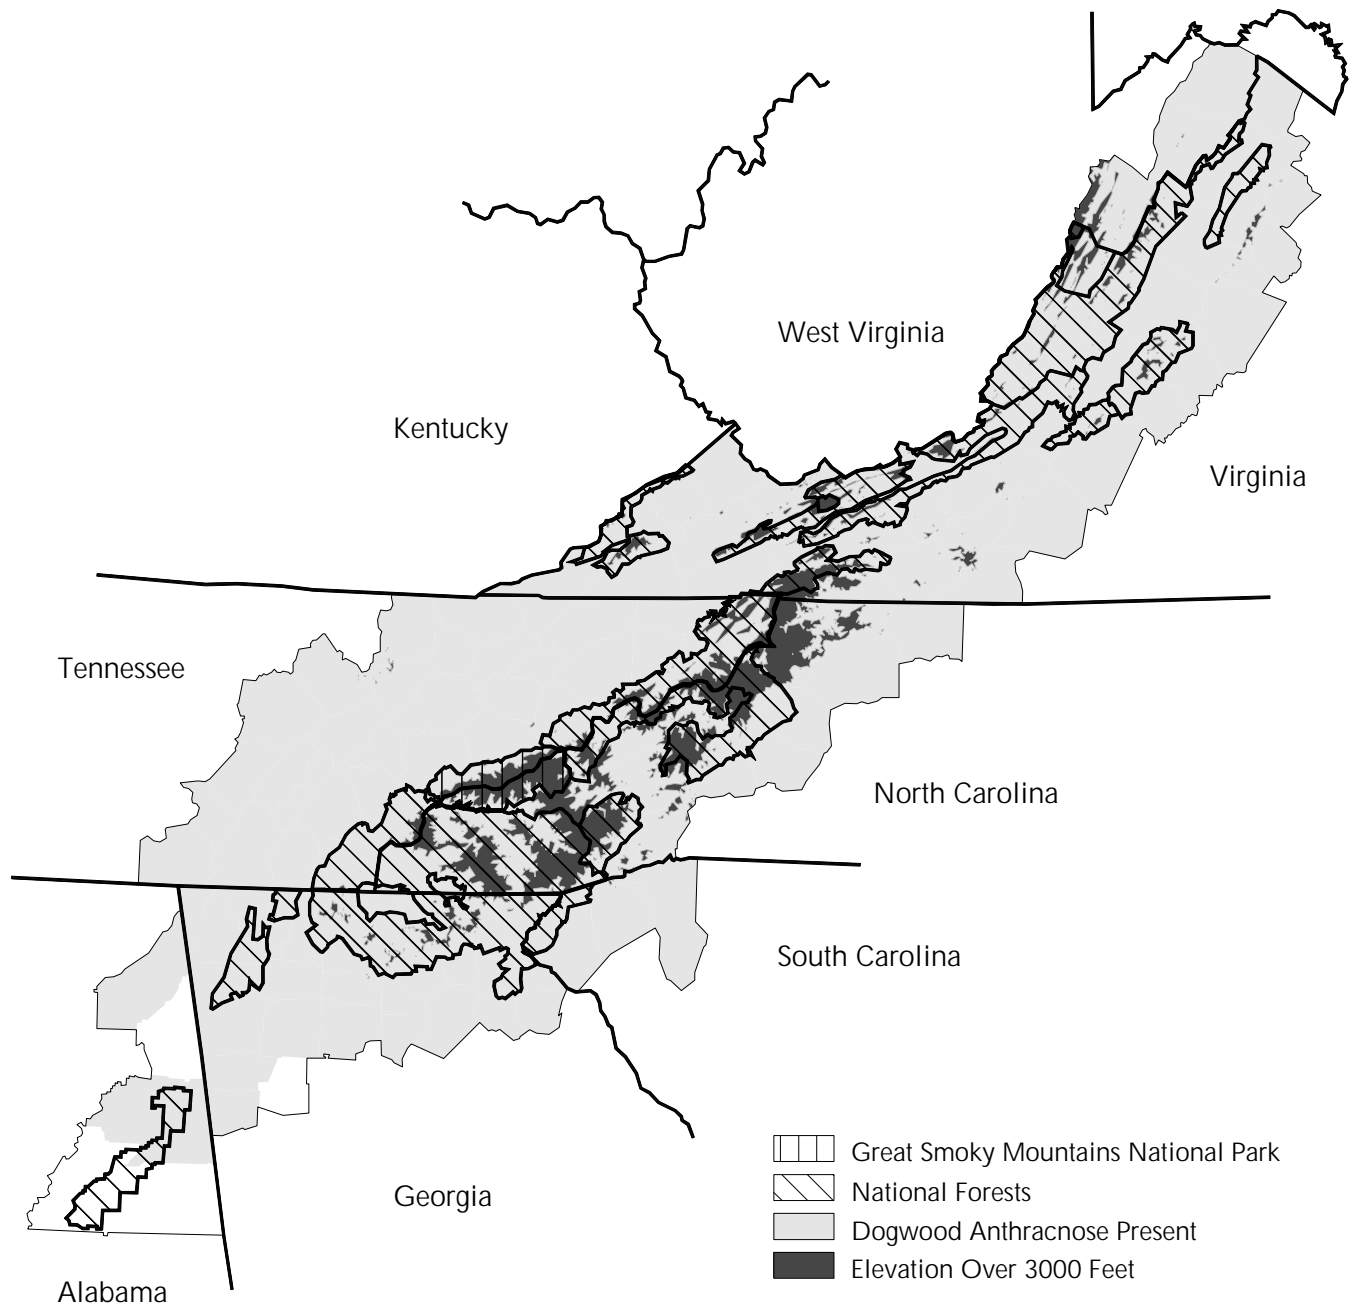 West Virginia
Kentucky
Virginia
Tennessee
North Carolina
South Carolina
Great Smoky Mountains National Park
National Forests
Georgia
Dogwood Anthracnose Present
Elevation Over 3000 Feet
Alabama